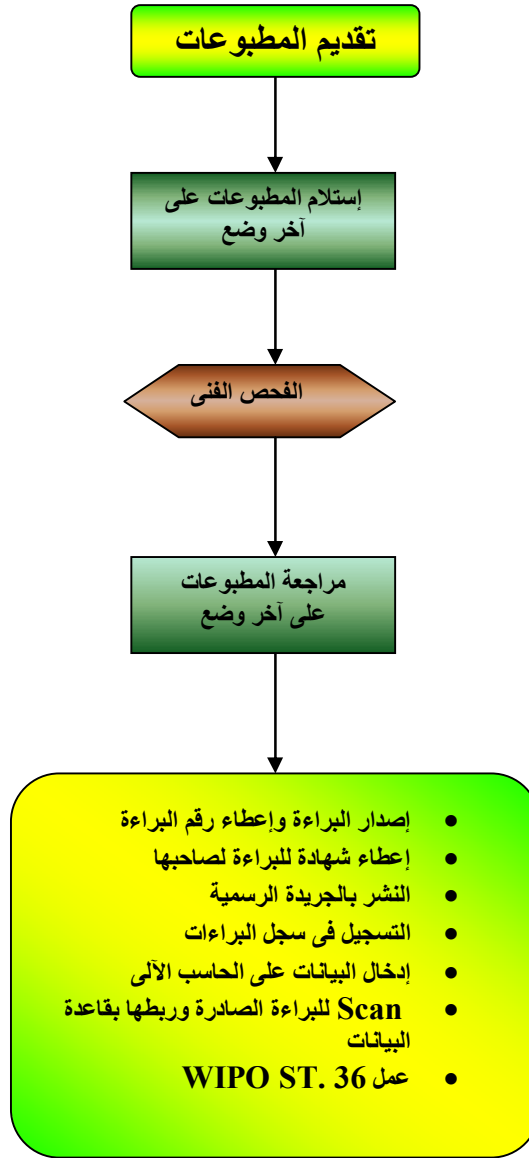 تقديم المطبوعات
إستلام المطبوعات على
آخر وضع
الفحص الفنى
مراجعة المطبوعات
على آخر وضع
• إصدار البراءة وإعطاء رقم البراءة
• إعطاء شهادة للبراءة لصاحبها
• النشر بالجريدة الرسمية
• التسجيل فى سجل البراءات
• إدخال البيانات على الحاسب الآلى
• Scan للبراءة الصادرة وربطها بقاعدة
البيانات
• عمل WIPO ST. 36